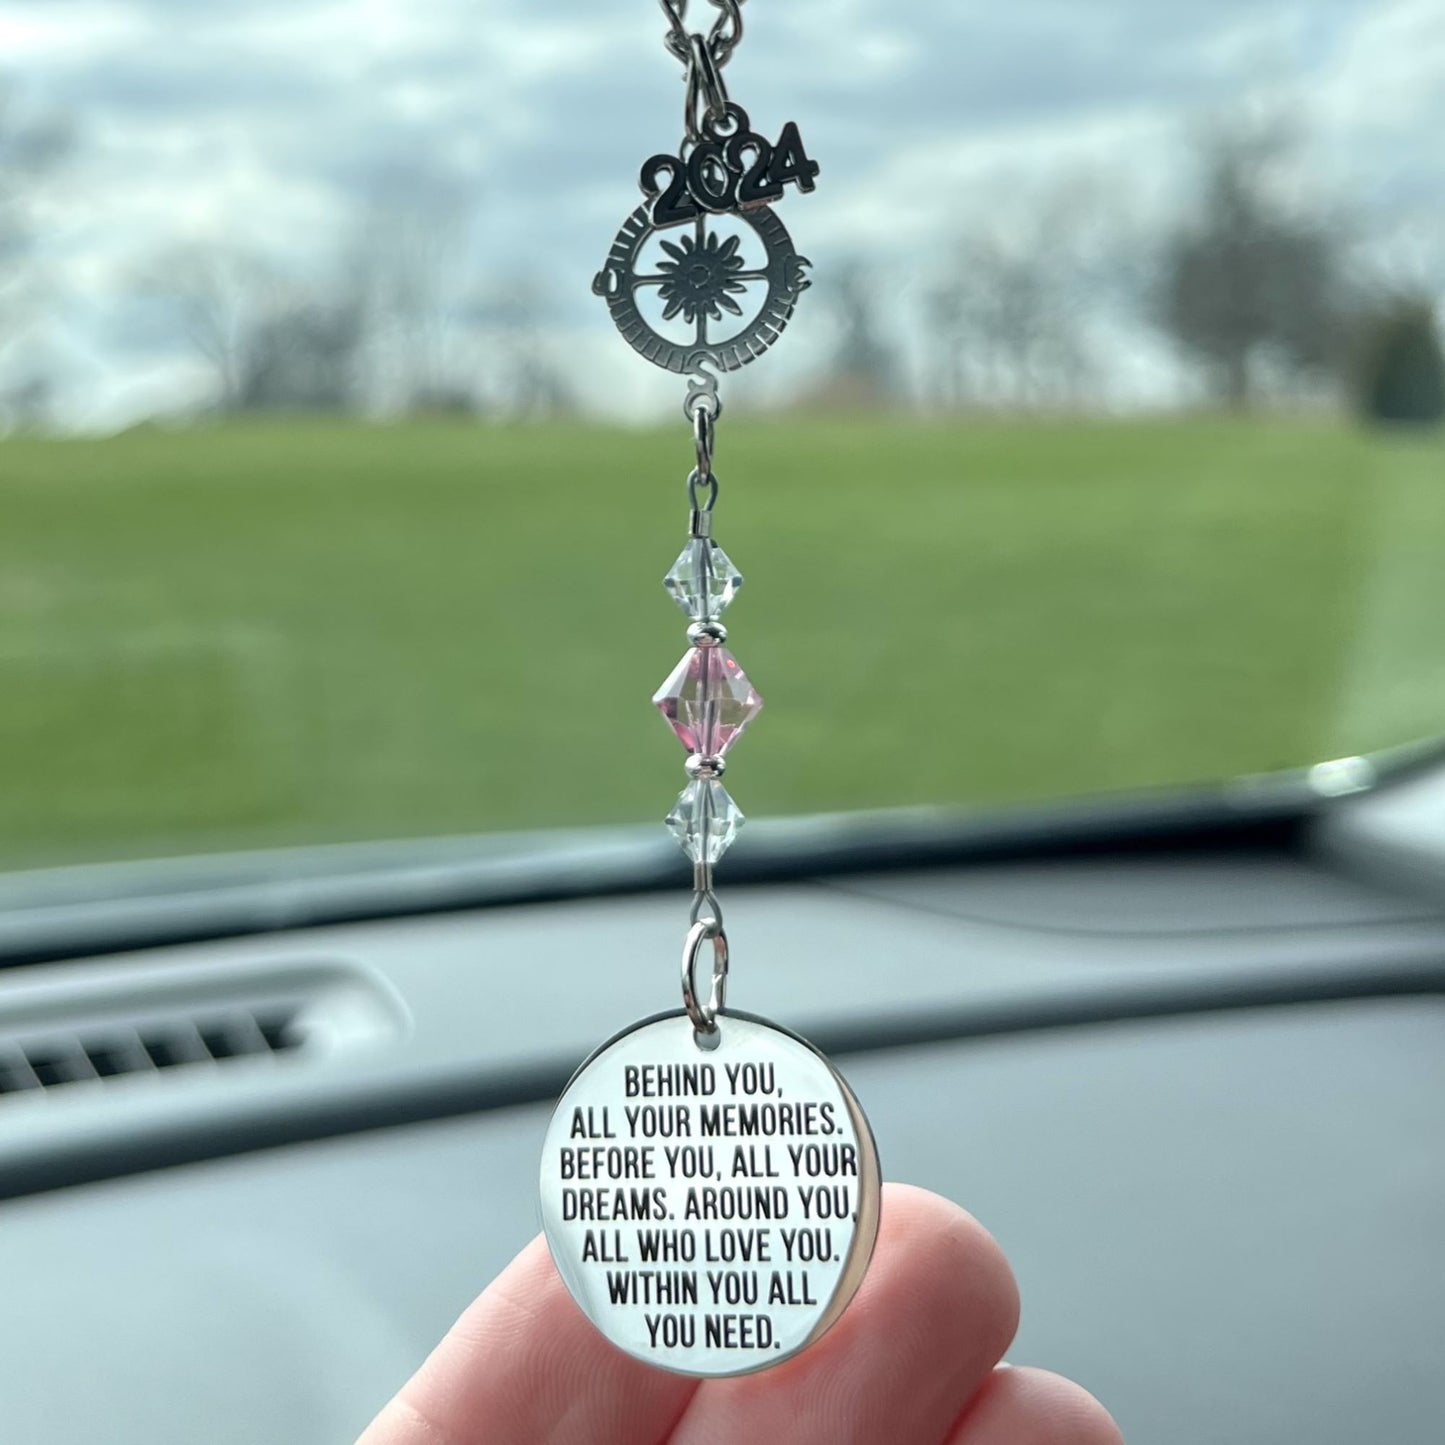 2024
S
BEHIND YOU,
ALL YOUR MEMORIES.
BEFORE YOU, ALL YOUR
DREAMS. AROUND YOU,
ALL WHO LOVE YOU.
WITHIN YOU ALL
YOU NEED.